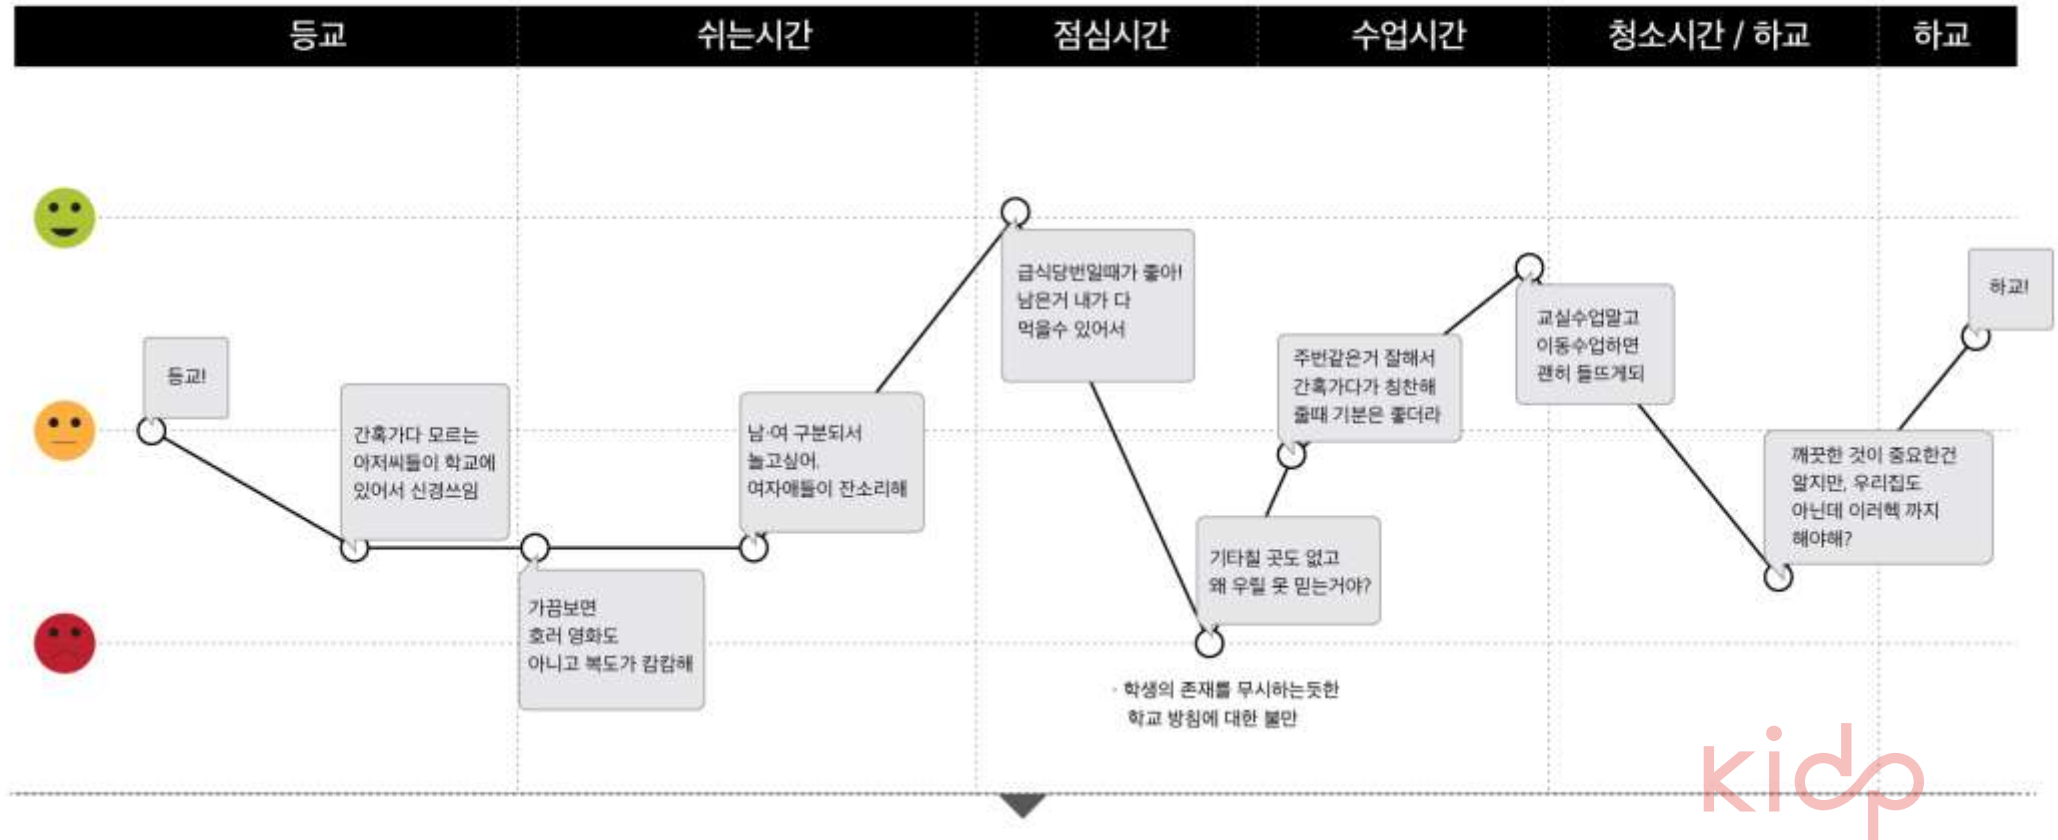 등교
쉬는시간
점심시간
수업시간
청소시간 / 하교
하교
등교!
간혹가다 모르는
아저씨들이 학교에
있어서 신경쓰임
가끔보면
호러 영화도
아니고 복도가 캄캄해
남·여 구분되서
놀고싶어.
여자애들이 잔소리해
급식당번일때가 좋아!
남은거 내가 다
먹을수 있어서
기타칠 곳도 없고
왜 우릴 못 믿는거야?
· 학생의 존재를 무시하는듯한
학교 방침에 대한 불만
주번같은거 잘해서
간혹가다가 칭찬해
줄때 기분은 좋더라
교실수업말고
이동수업하면
괜히 들뜨게되
깨끗한 것이 중요한건
알지만, 우리집도
아닌데 이러헥 까지
해야해?
하교!
kidp